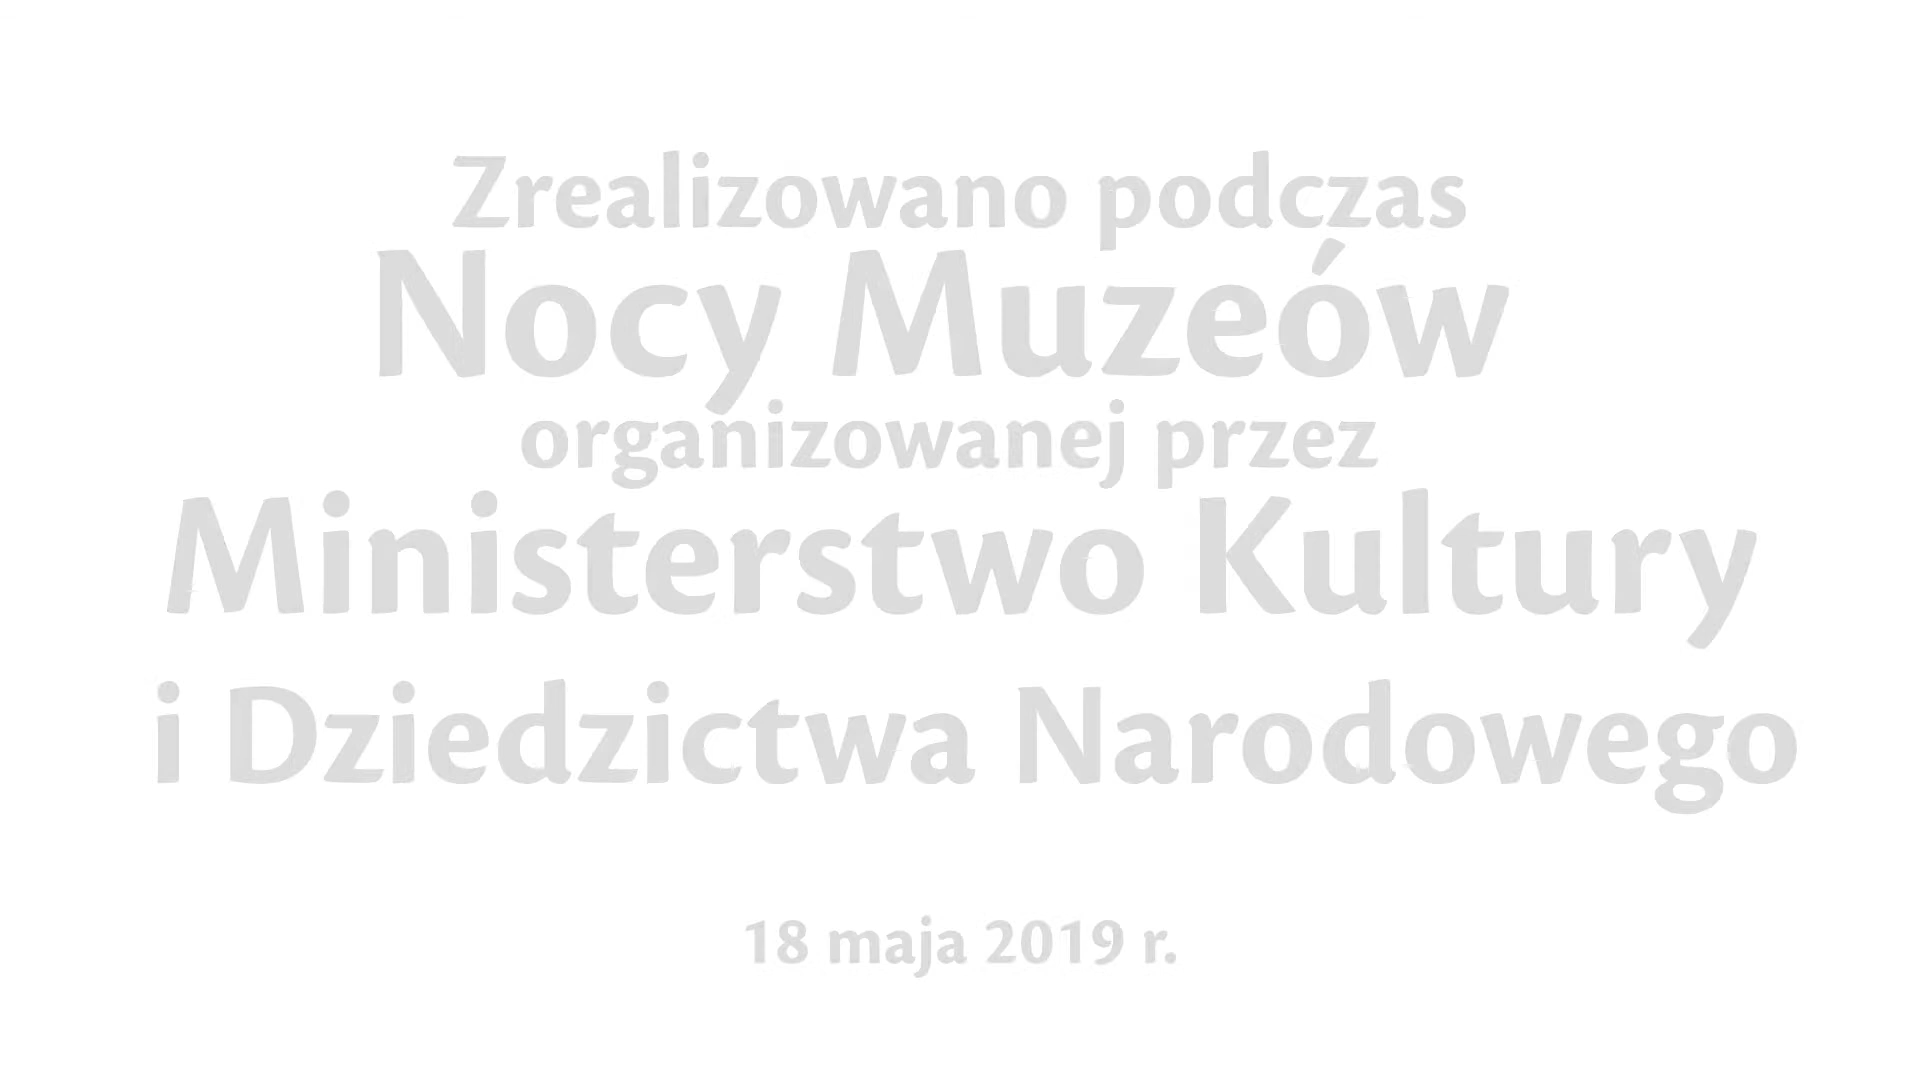 Zrealizowano podczas
Nocy Muzeów
organizowanej przez
Ministerstwo Kultury
i Dziedzictwa Narodowego
18 maja 2019 r.